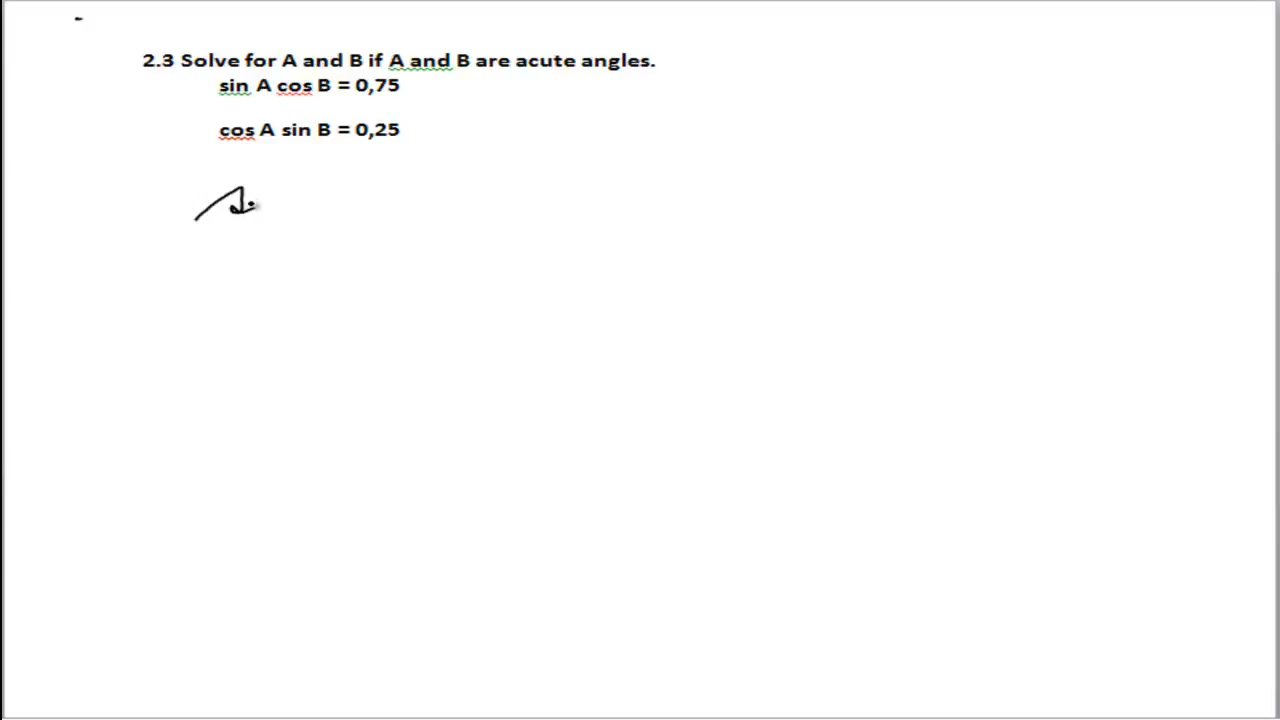 2.3 Solve for A and B if A and B are acute angles.
sin A cos B = 0,75
cos A sin B = 0,25